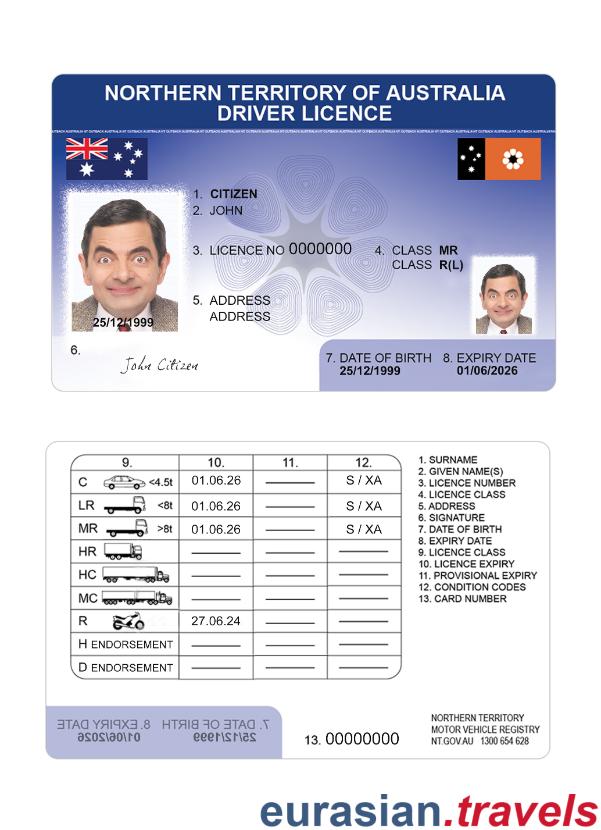 NORTHERN TERRITORY OF AUSTRALIA
DRIVER LICENCE
1. CITIZEN
2. JOHN
3. LICENCE NO 0000000
4. CLASS MR
CLASS R(L)
5. ADDRESS
ADDRESS
25/12/1999
6.
John Citizen
7. DATE OF BIRTH 8. EXPIRY DATE
25/12/1999 01/06/2026
9. 10. 11. 12.
C <4.5t 01.06.26 S / XA
LR <8t 01.06.26 S / XA
MR >8t 01.06.26 S / XA
HR
HC
MC
R 27.06.24
H ENDORSEMENT
D ENDORSEMENT
1. SURNAME
2. GIVEN NAME(S)
3. LICENCE NUMBER
4. LICENCE CLASS
5. ADDRESS
6. SIGNATURE
7. DATE OF BIRTH
8. EXPIRY DATE
9. LICENCE CLASS
10. LICENCE EXPIRY
11. PROVISIONAL EXPIRY
12. CONDITION CODES
13. CARD NUMBER
7. DATE OF BIRTH 8. EXPIRY DATE
25/12/1999 01/06/2026
13. 00000000
NORTHERN TERRITORY
MOTOR VEHICLE REGISTRY
NT.GOV.AU 1300 654 628
eurasian.travels